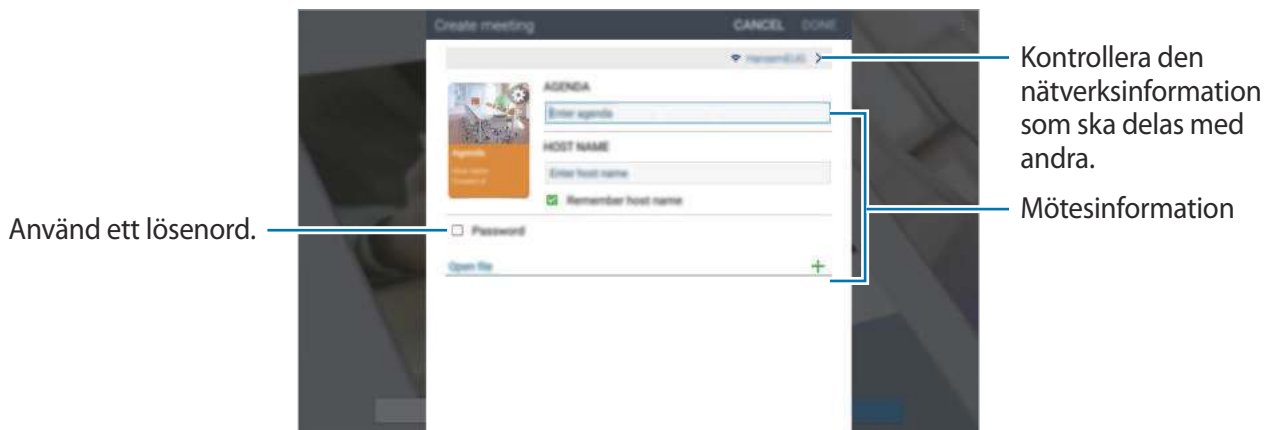 Create meeting CANCEL DONE
AGENDA
Enter agenda
HOST NAME
Enter host name
Remember host name
Password
Open file
Agenda
Kontrollera den
nätverksinformation
som ska delas med
andra.
Mötesinformation
Använd ett lösenord.